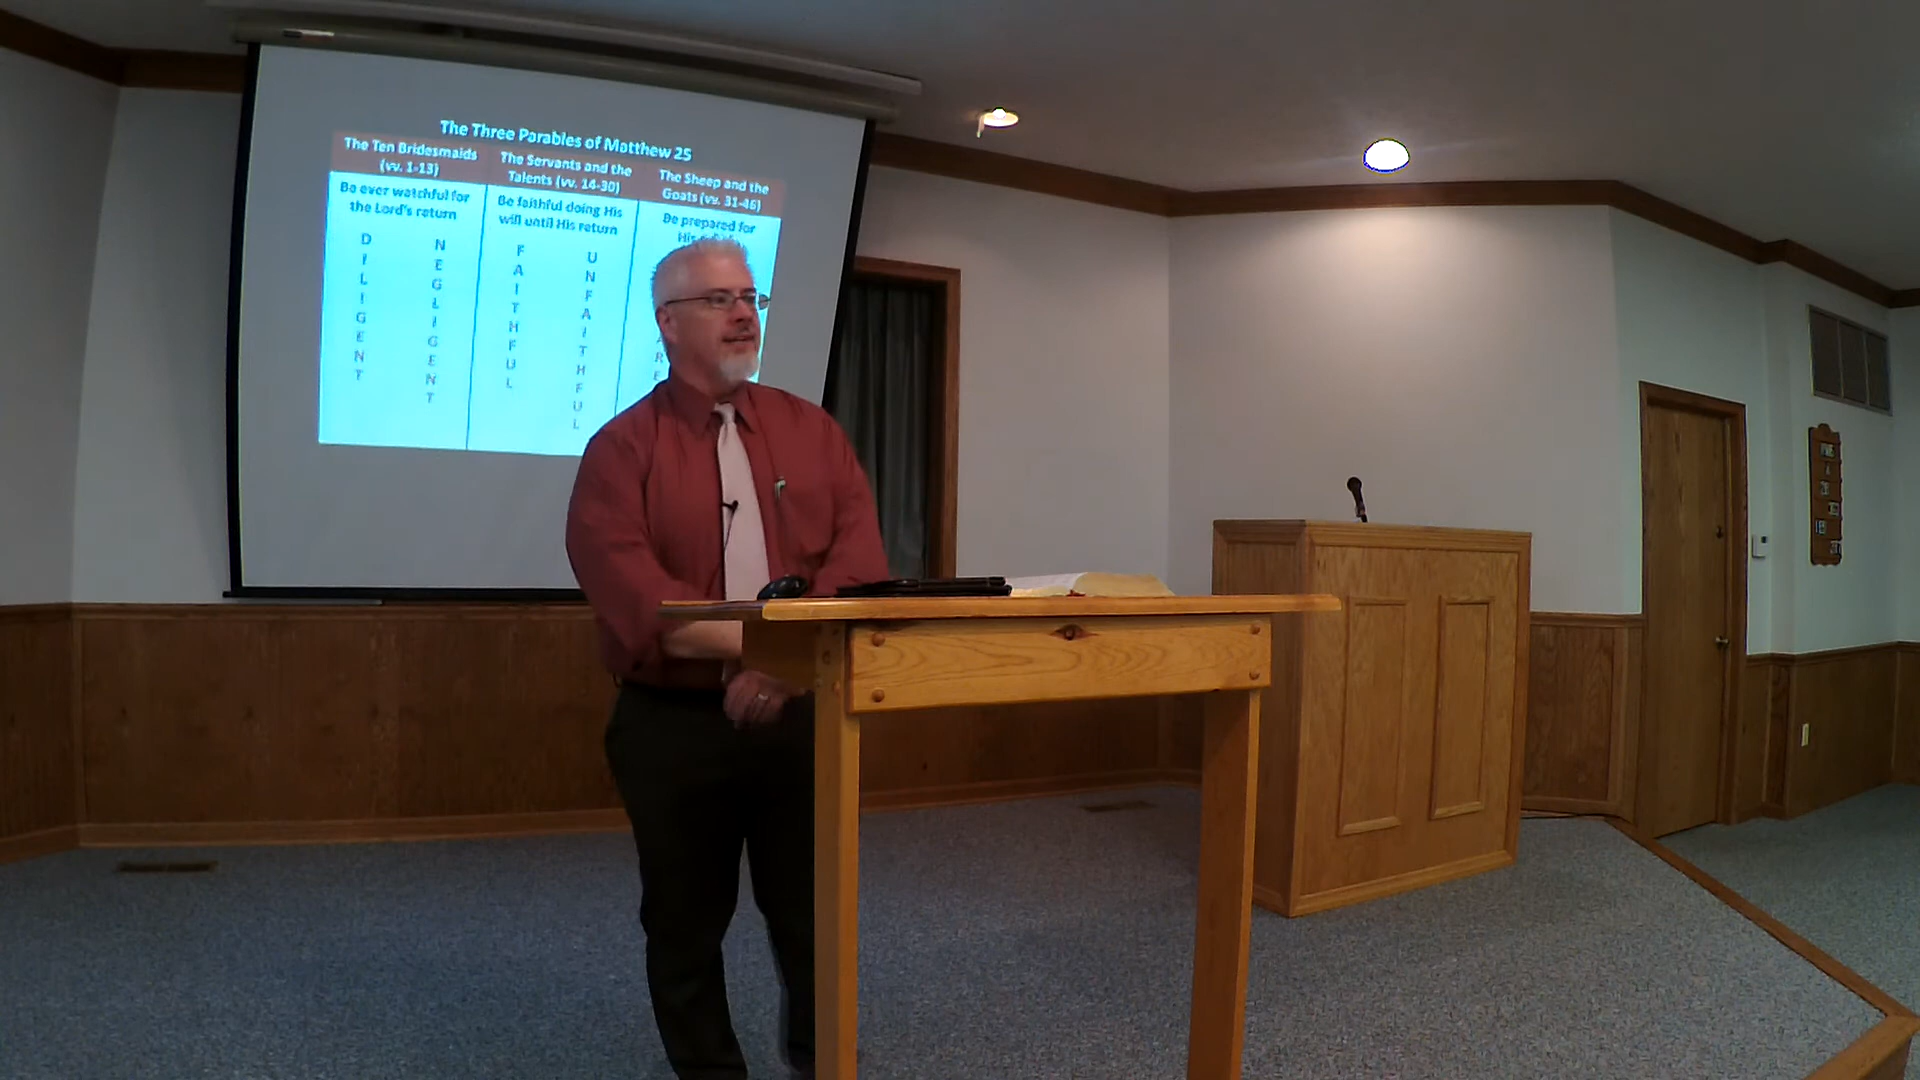 The Three Parables of Matthew 25
The Ten Bridesmaids
(vv. 1-13)
The Servants and the
Talents (vv. 14-30)
The Sheep and the
Goats (vv. 31-46)
Be ever watchful for
the Lord's return
Be faithful doing His
will until His return
Be prepared for
His
DILIGENT
NEGLIGENT
FAITHFUL
UNFAITHFUL